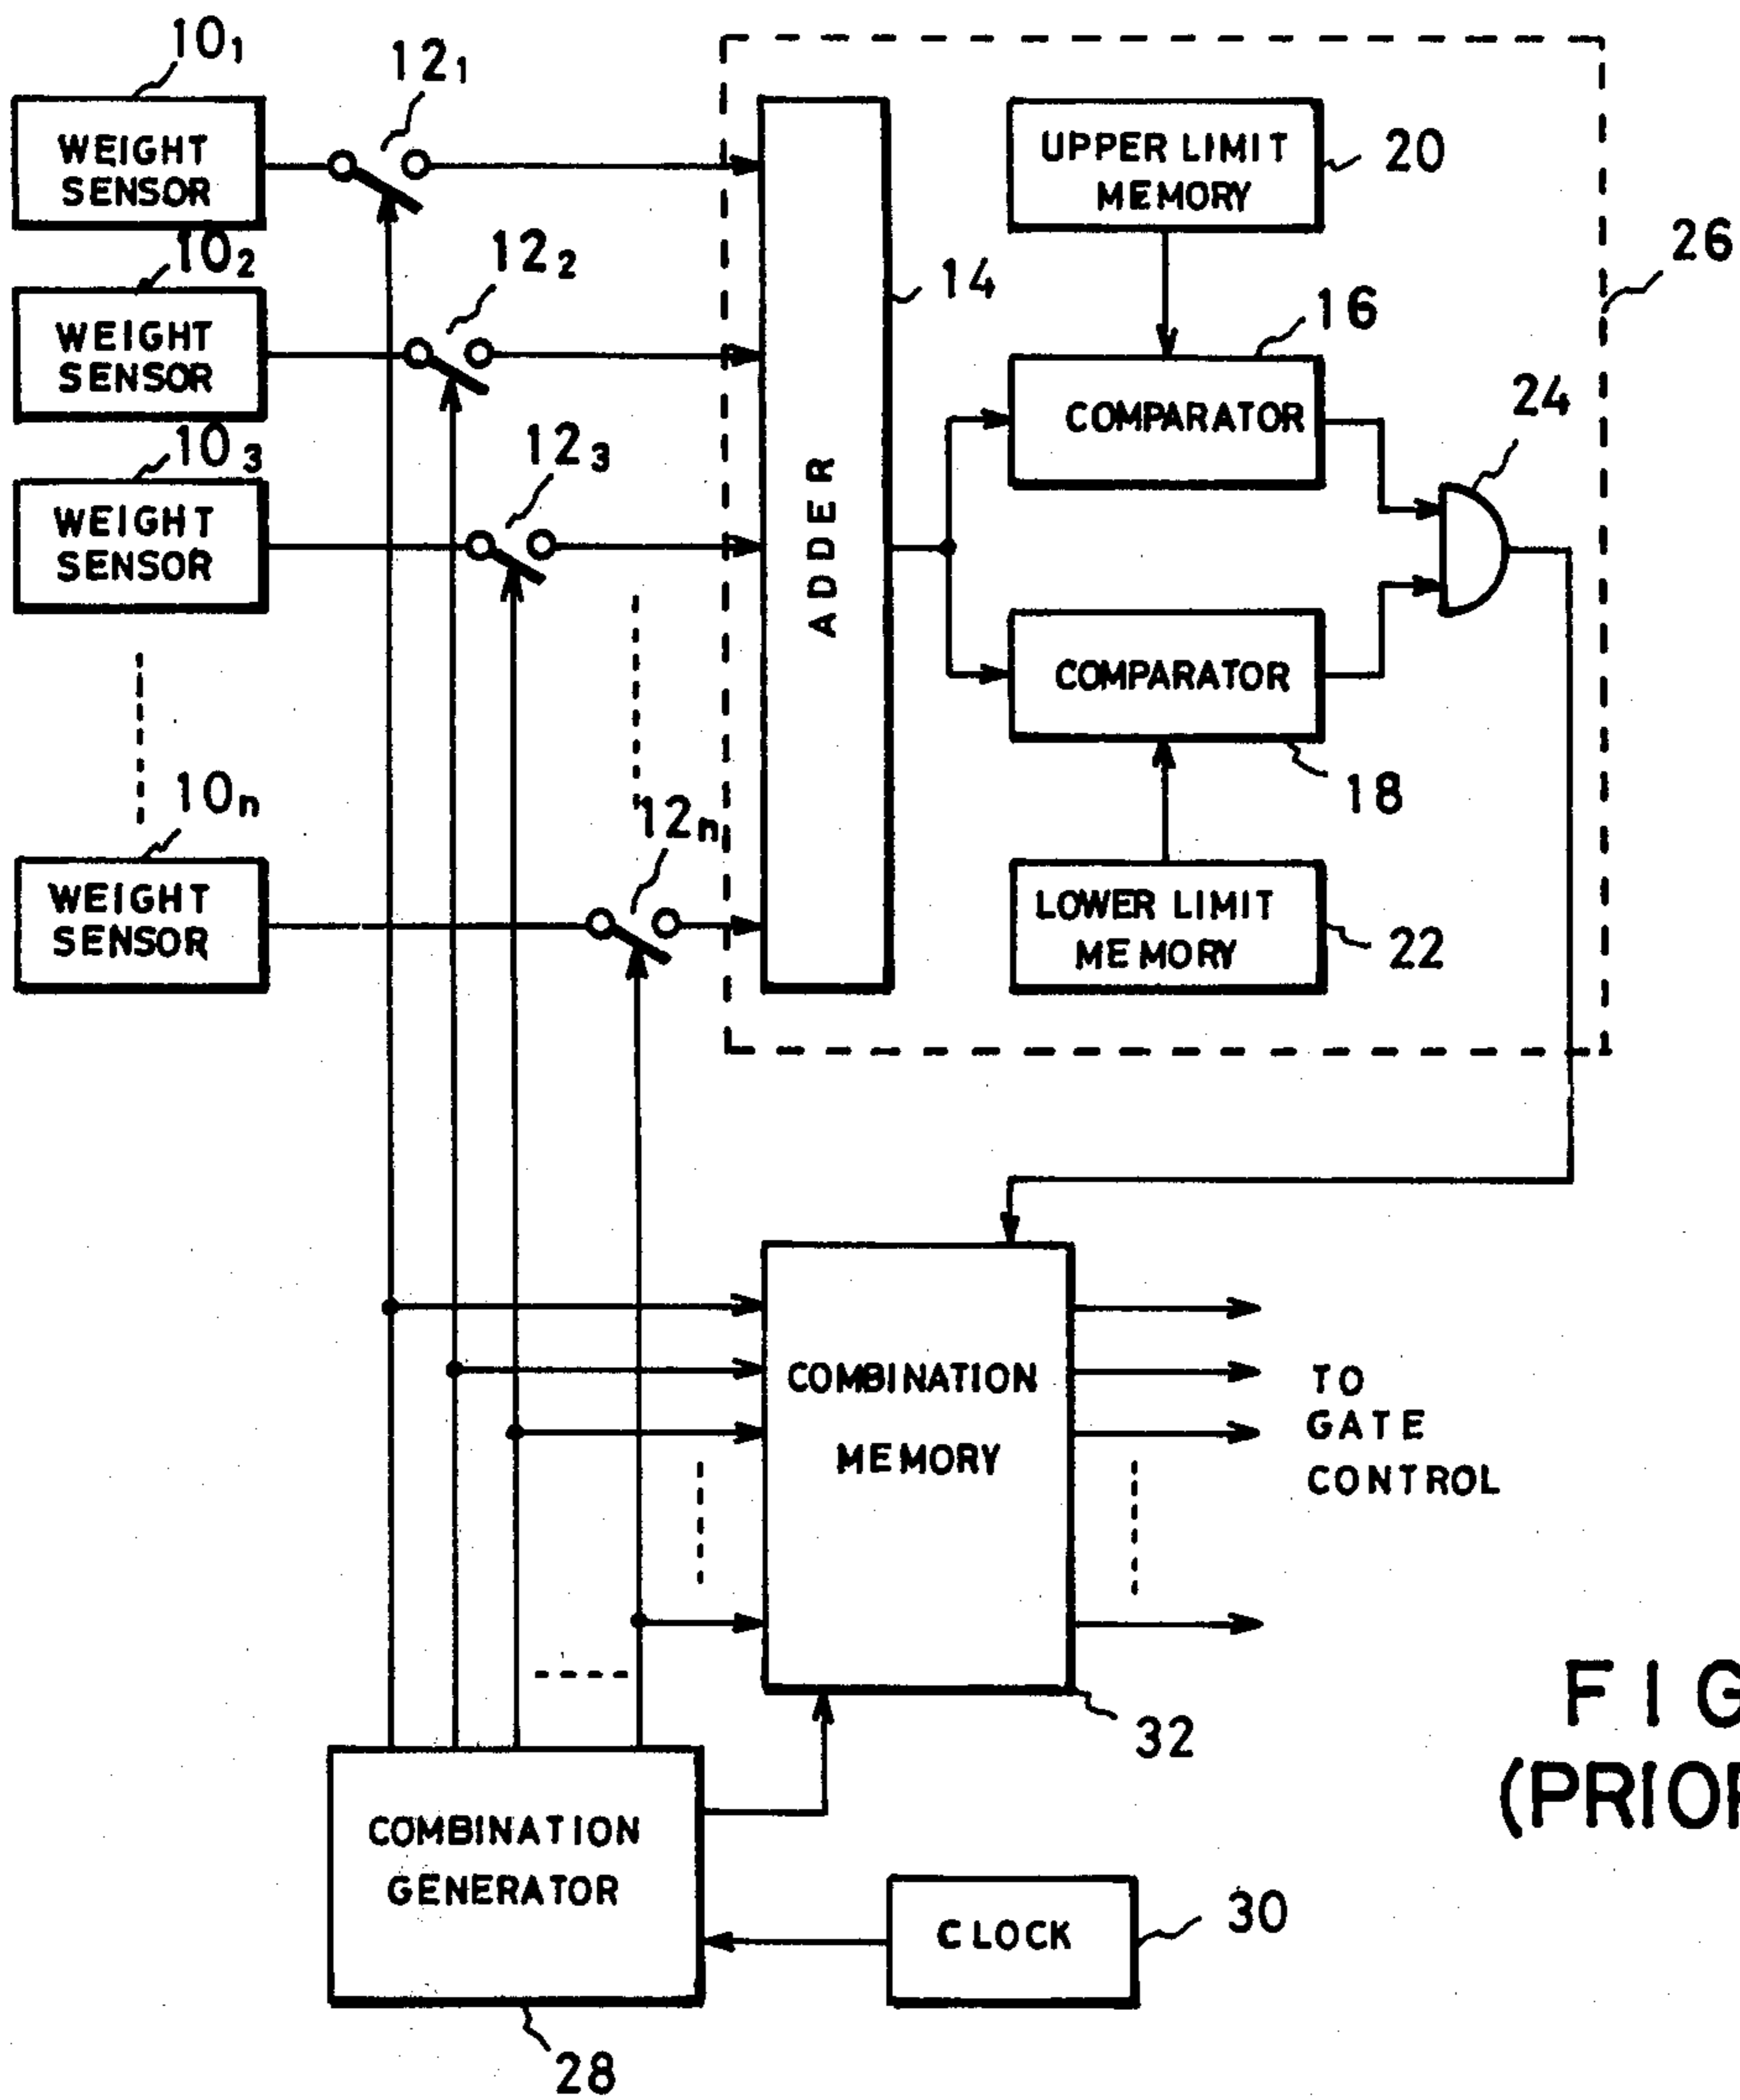 10₁
12₁
WEIGHT
SENSOR
UPPER LIMIT
MEMORY
20
26
10₂
12₂
14
WEIGHT
SENSOR
16
COMPARATOR
24
10₃
12₃
WEIGHT
SENSOR
ADDER
COMPARATOR
18
10n
12n
WEIGHT
SENSOR
LOWER LIMIT
MEMORY
22
COMBINATION
MEMORY
TO
GATE
CONTROL
32
FIG
(PRIOR
COMBINATION
GENERATOR
CLOCK
30
28